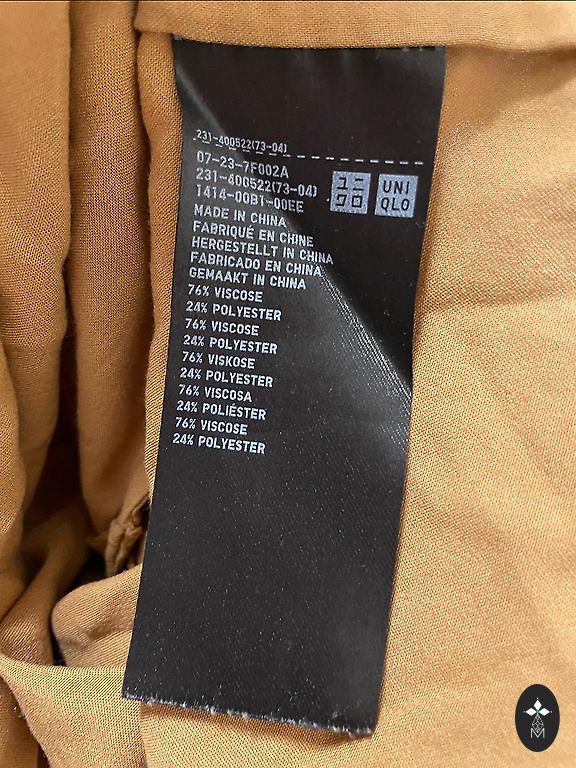 231-400522(73-04)
07-23-7F002A
231-400522(73-04)
1414-00B1-00EE
ユニ
クロ
UNI
QLO
MADE IN CHINA
FABRIQUÉ EN CHINE
HERGESTELLT IN CHINA
FABRICADO EN CHINA
GEMAAKT IN CHINA
76% VISCOSE
24% POLYESTER
76% VISCOSE
24% POLYESTER
76% VISKOSE
24% POLYESTER
76% VISCOSA
24% POLIÉSTER
76% VISCOSE
24% POLYESTER